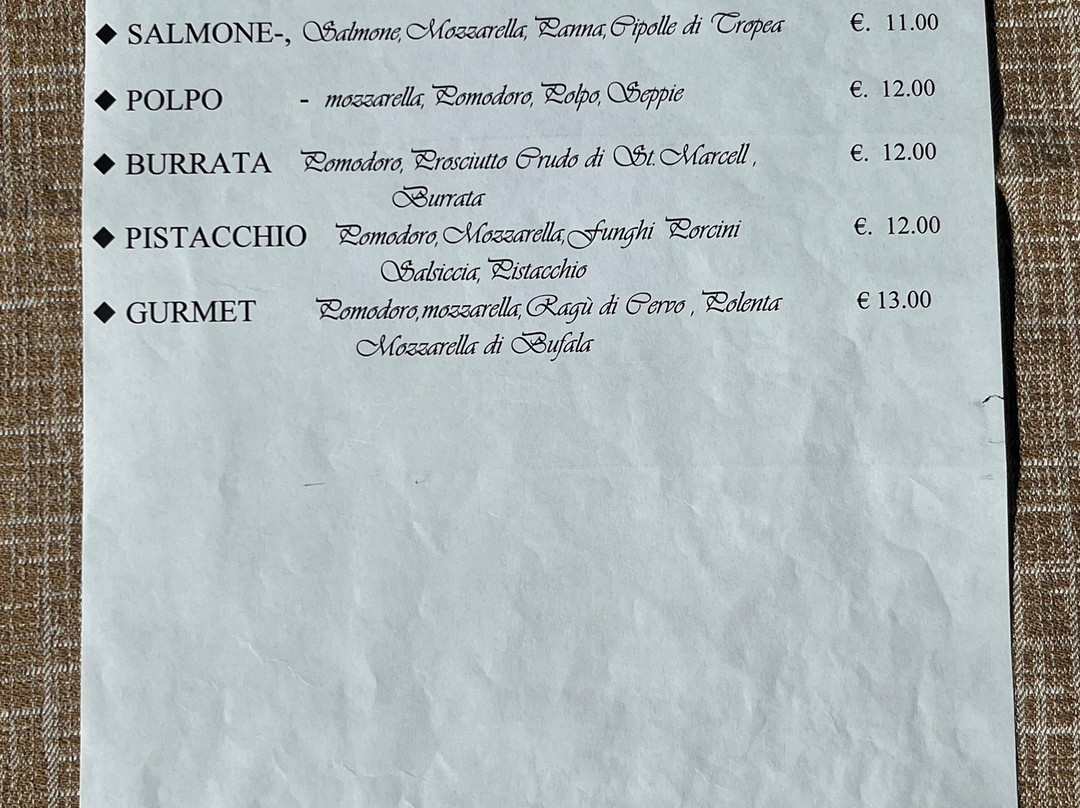 ◆ SALMONE-, Salmone, Mozzarella, Panna, Cipolle di Tropea €. 11.00
◆ POLPO - mozzarella, Pomodoro, Polpo, Seppie €. 12.00
◆ BURRATA Pomodoro, Prosciutto Crudo di St. Marcell , €. 12.00
Burrata
◆ PISTACCHIO Pomodoro, Mozzarella, Funghi Porcini €. 12.00
Salsiccia, Pistacchio
◆ GURMET Pomodoro, mozzarella, Ragù di Cervo , Polenta € 13.00
Mozzarella di Bufala